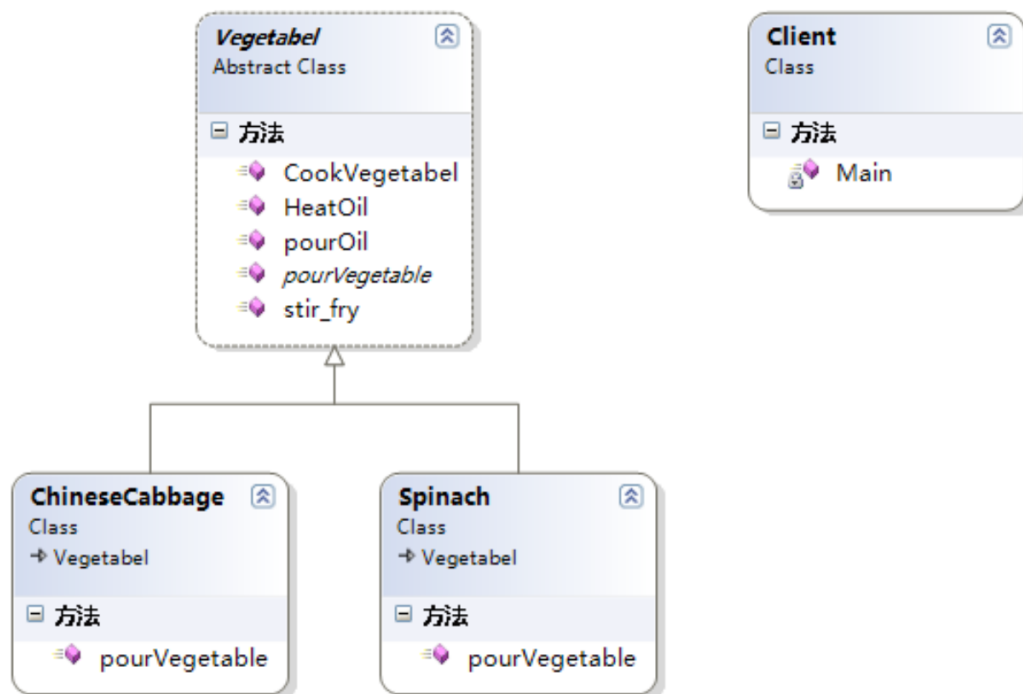 Vegetabel
Abstract Class
方法
CookVegetabel
HeatOil
pourOil
pourVegetable
stir_fry
Client
Class
方法
Main
ChineseCabbage
Class
Vegetabel
方法
pourVegetable
Spinach
Class
Vegetabel
方法
pourVegetable